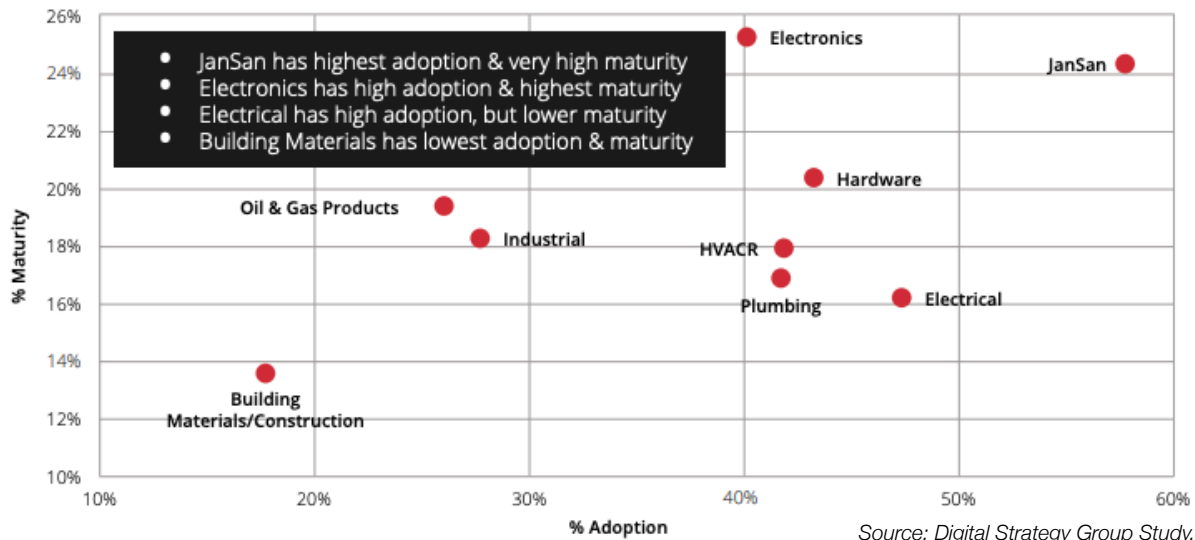 26%
24%
22%
20%
18%
16%
14%
12%
10%
% Maturity
• JanSan has highest adoption & very high maturity
• Electronics has high adoption & highest maturity
• Electrical has high adoption, but lower maturity
• Building Materials has lowest adoption & maturity
Electronics
JanSan
Hardware
Oil & Gas Products
Industrial
HVACR
Plumbing
Electrical
Building
Materials/Construction
10%
20%
30%
40%
50%
60%
% Adoption
Source: Digital Strategy Group Study.